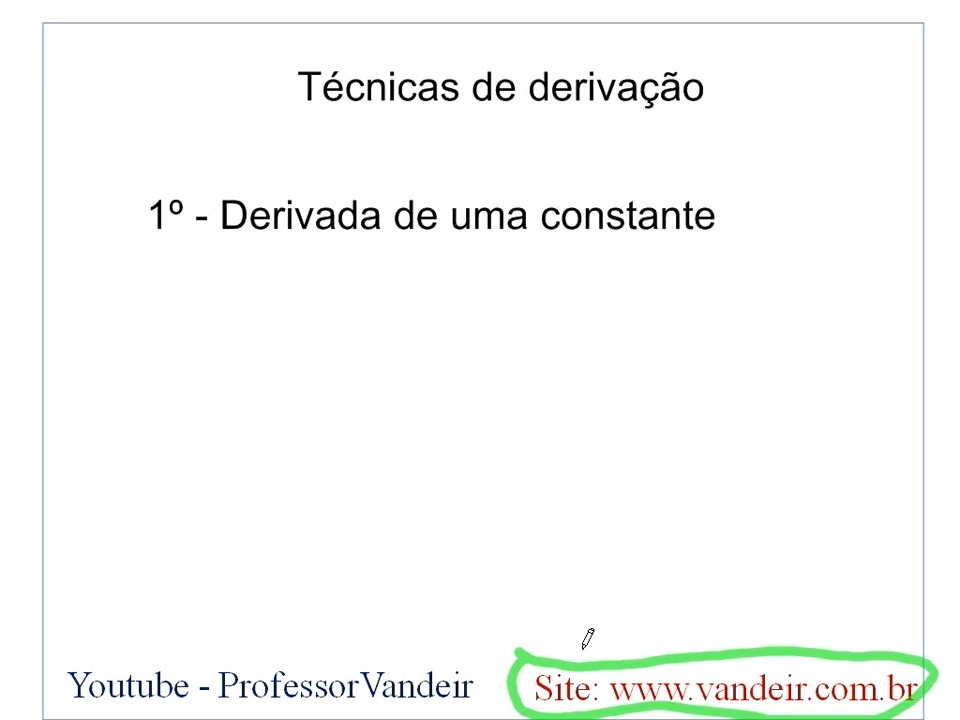 Técnicas de derivação
1º - Derivada de uma constante
Youtube - ProfessorVandeir
Site: www.vandeir.com.br